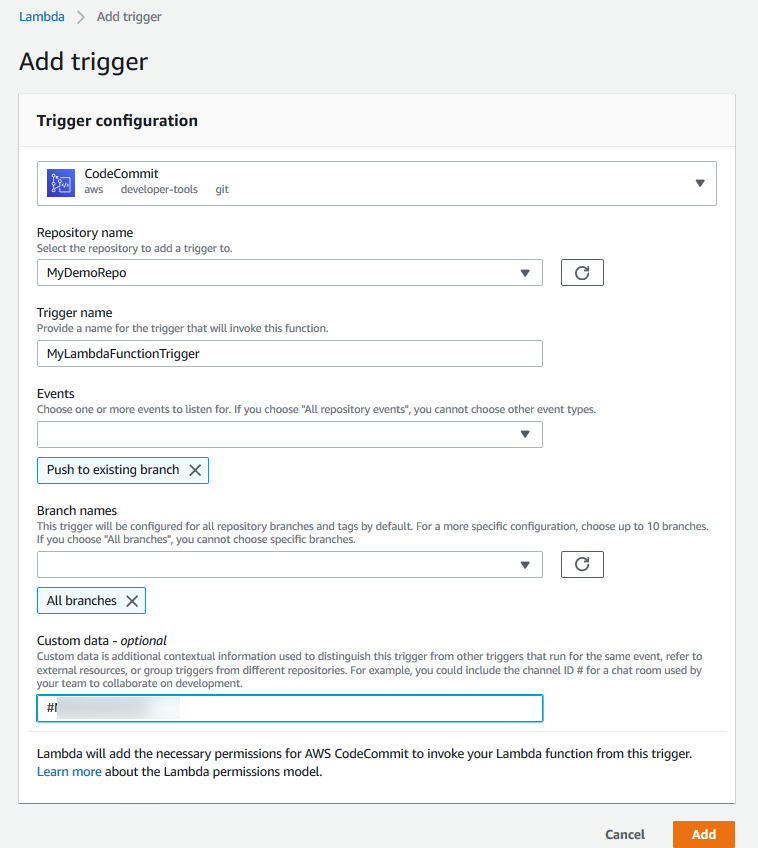 Lambda > Add trigger
Add trigger
Trigger configuration
CodeCommit
aws developer-tools git
Repository name
Select the repository to add a trigger to.
MyDemoRepo
Trigger name
Provide a name for the trigger that will invoke this function.
MyLambdaFunctionTrigger
Events
Choose one or more events to listen for. If you choose "All repository events", you cannot choose other event types.
Push to existing branch
Branch names
This trigger will be configured for all repository branches and tags by default. For a more specific configuration, choose up to 10 branches.
If you choose "All branches", you cannot choose specific branches.
All branches
Custom data - optional
Custom data is additional contextual information used to distinguish this trigger from other triggers that run for the same event, refer to
external resources, or group triggers from different repositories. For example, you could include the channel ID # for a chat room used by
your team to collaborate on development.
#
Lambda will add the necessary permissions for AWS CodeCommit to invoke your Lambda function from this trigger.
Learn more about the Lambda permissions model.
Cancel Add